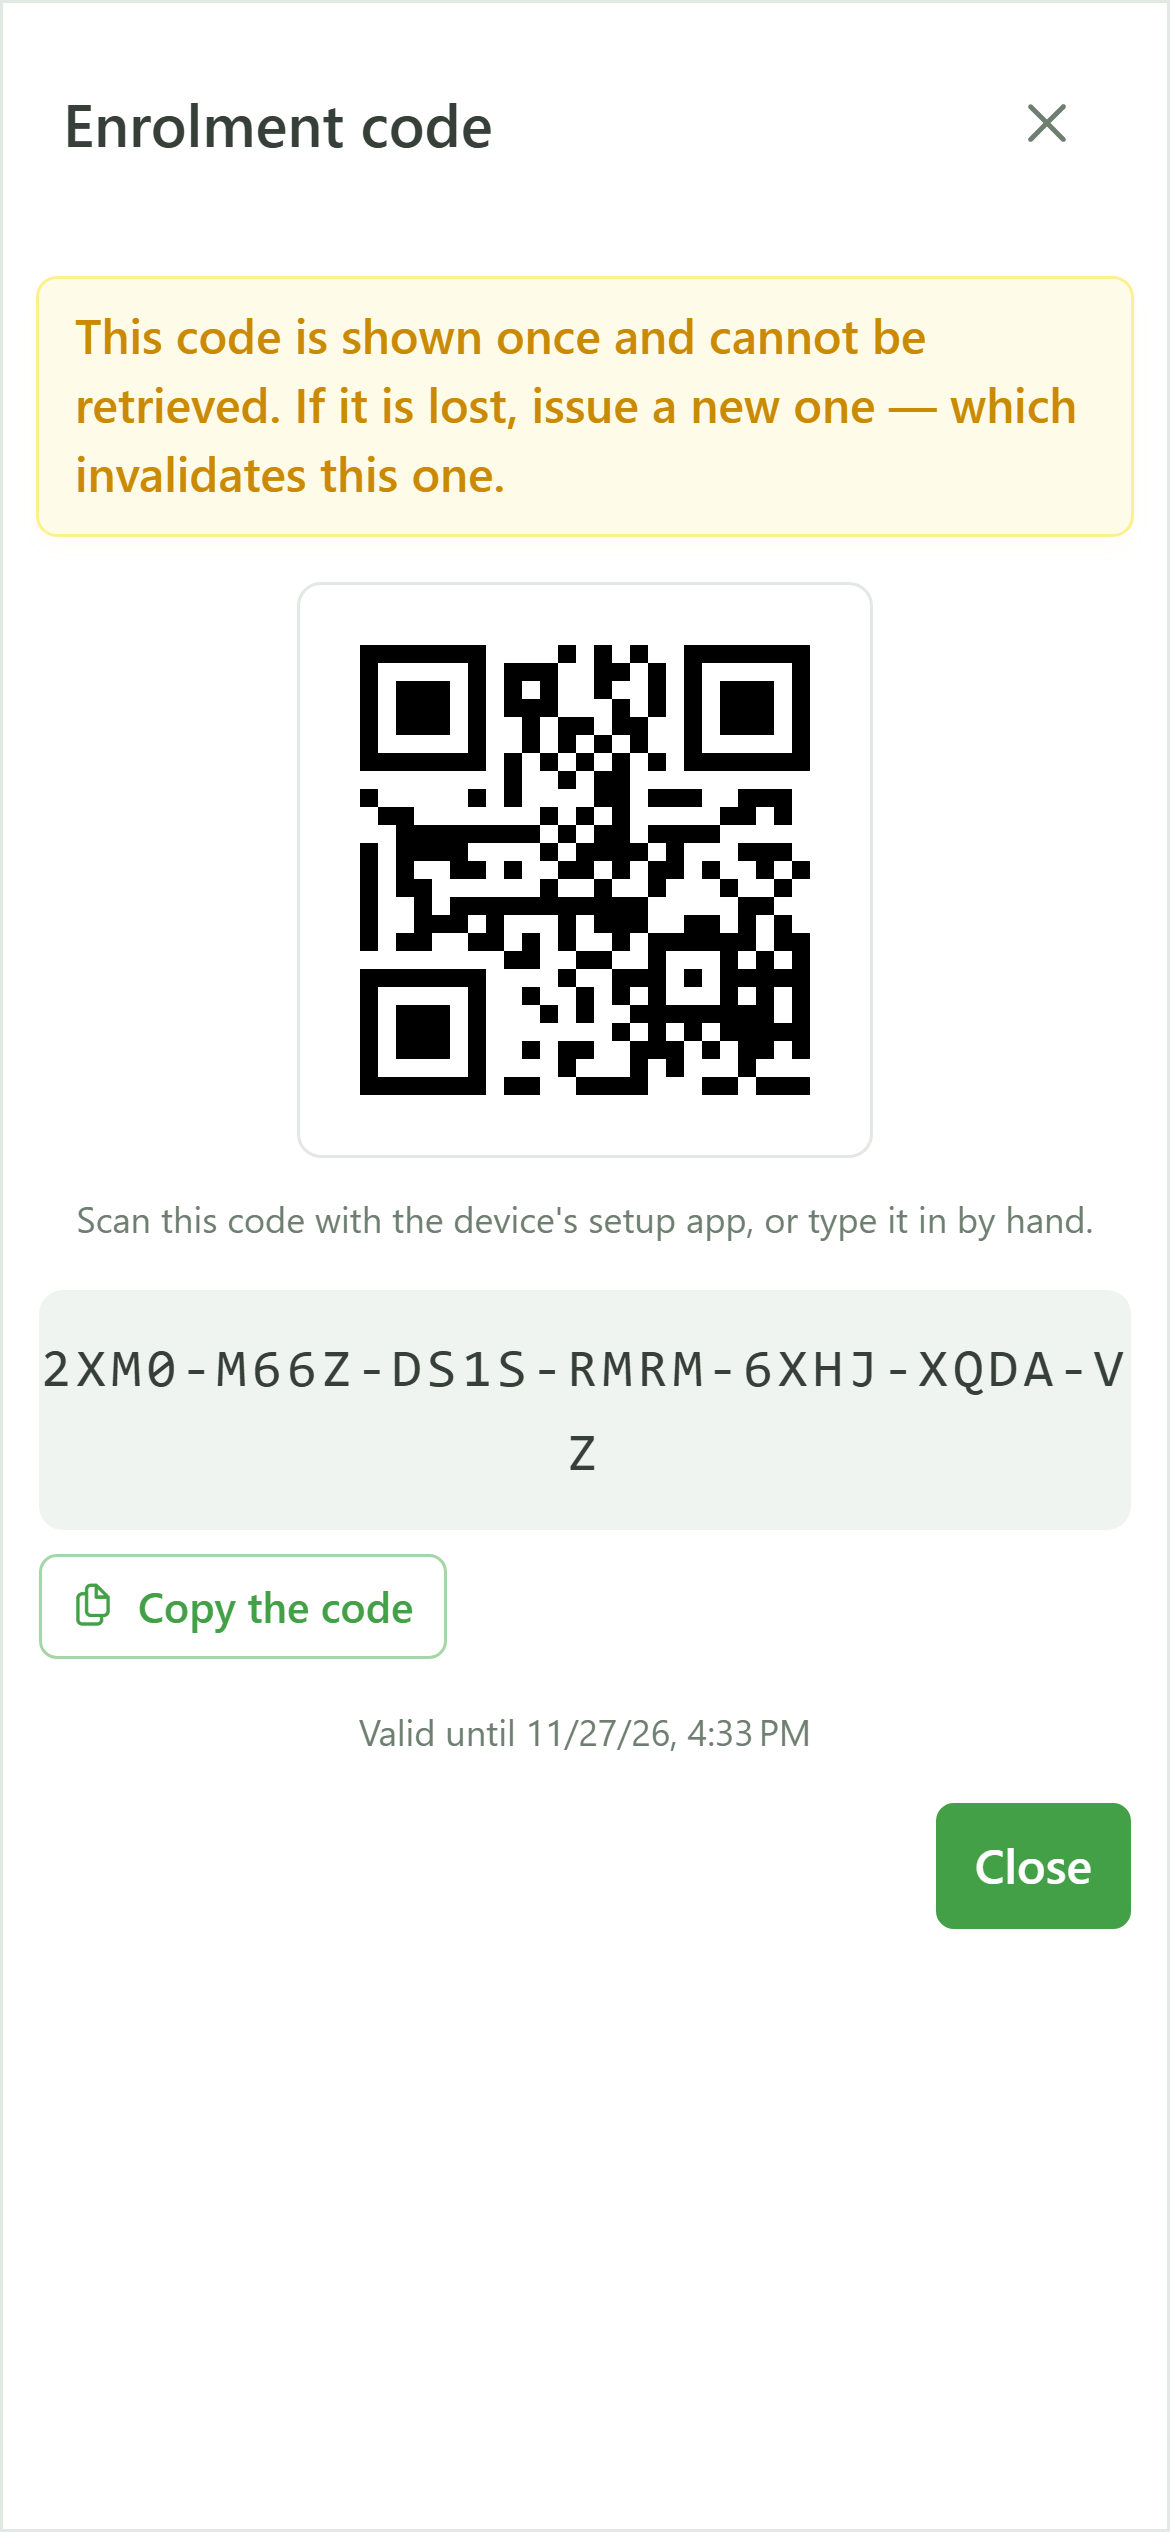 Enrolment code
This code is shown once and cannot be
retrieved. If it is lost, issue a new one — which
invalidates this one.
Scan this code with the device's setup app, or type it in by hand.
2XM0-M66Z-DS1S-RMRM-6XHJ-XQDA-V
Z
Copy the code
Valid until 11/27/26, 4:33 PM
Close